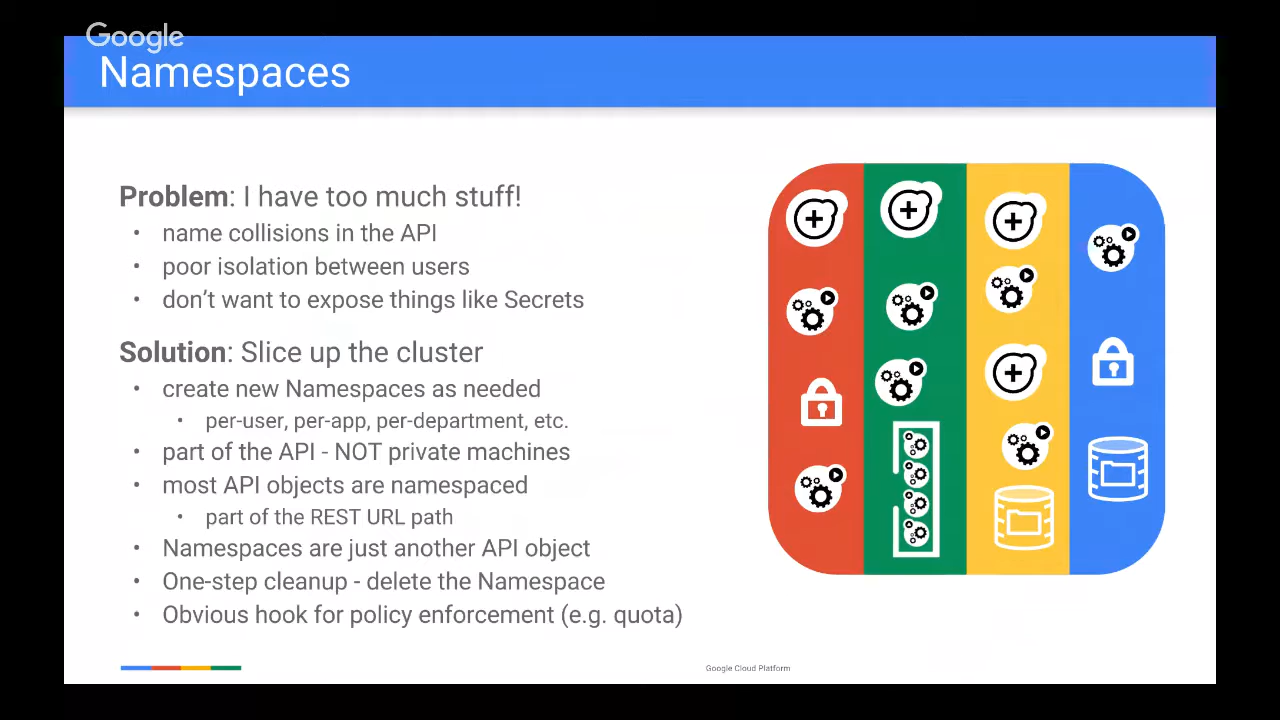 Google
Namespaces
Problem: I have too much stuff!
• name collisions in the API
• poor isolation between users
• don’t want to expose things like Secrets
Solution: Slice up the cluster
• create new Namespaces as needed
• per-user, per-app, per-department, etc.
• part of the API - NOT private machines
• most API objects are namespaced
• part of the REST URL path
• Namespaces are just another API object
• One-step cleanup - delete the Namespace
• Obvious hook for policy enforcement (e.g. quota)
Google Cloud Platform